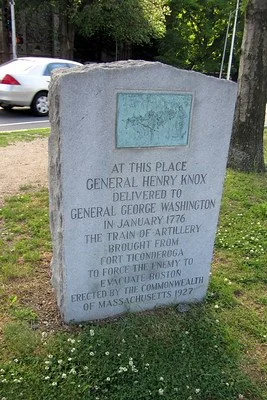 AT THIS PLACE
GENERAL HENRY KNOX
DELIVERED TO
GENERAL GEORGE WASHINGTON
IN JANUARY 1776
THE TRAIN OF ARTILLERY
BROUGHT FROM
FORT TICONDEROGA
TO FORCE THE ENEMY TO
EVACUATE BOSTON
ERECTED BY THE COMMONWEALTH
OF MASSACHUSETTS 1927